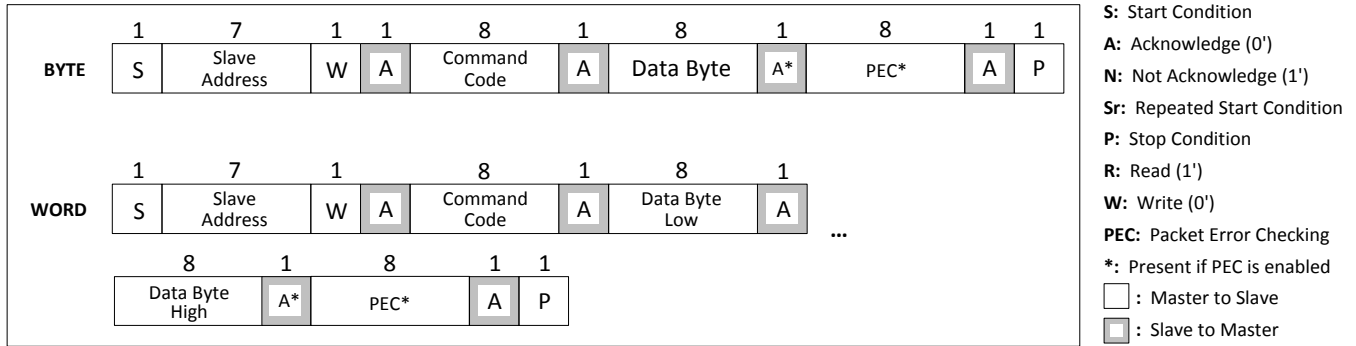 1 7 1 1 8 1 8 1 8 1 1
BYTE S Slave Address W A Command Code A Data Byte A* PEC* A P
1 7 1 8 1 8 1
WORD S Slave Address W A Command Code A Data Byte Low A ...
8 1 8 1 1
Data Byte High A* PEC* A P
S: Start Condition
A: Acknowledge (0')
N: Not Acknowledge (1')
Sr: Repeated Start Condition
P: Stop Condition
R: Read (1')
W: Write (0')
PEC: Packet Error Checking
*: Present if PEC is enabled
: Master to Slave
: Slave to Master